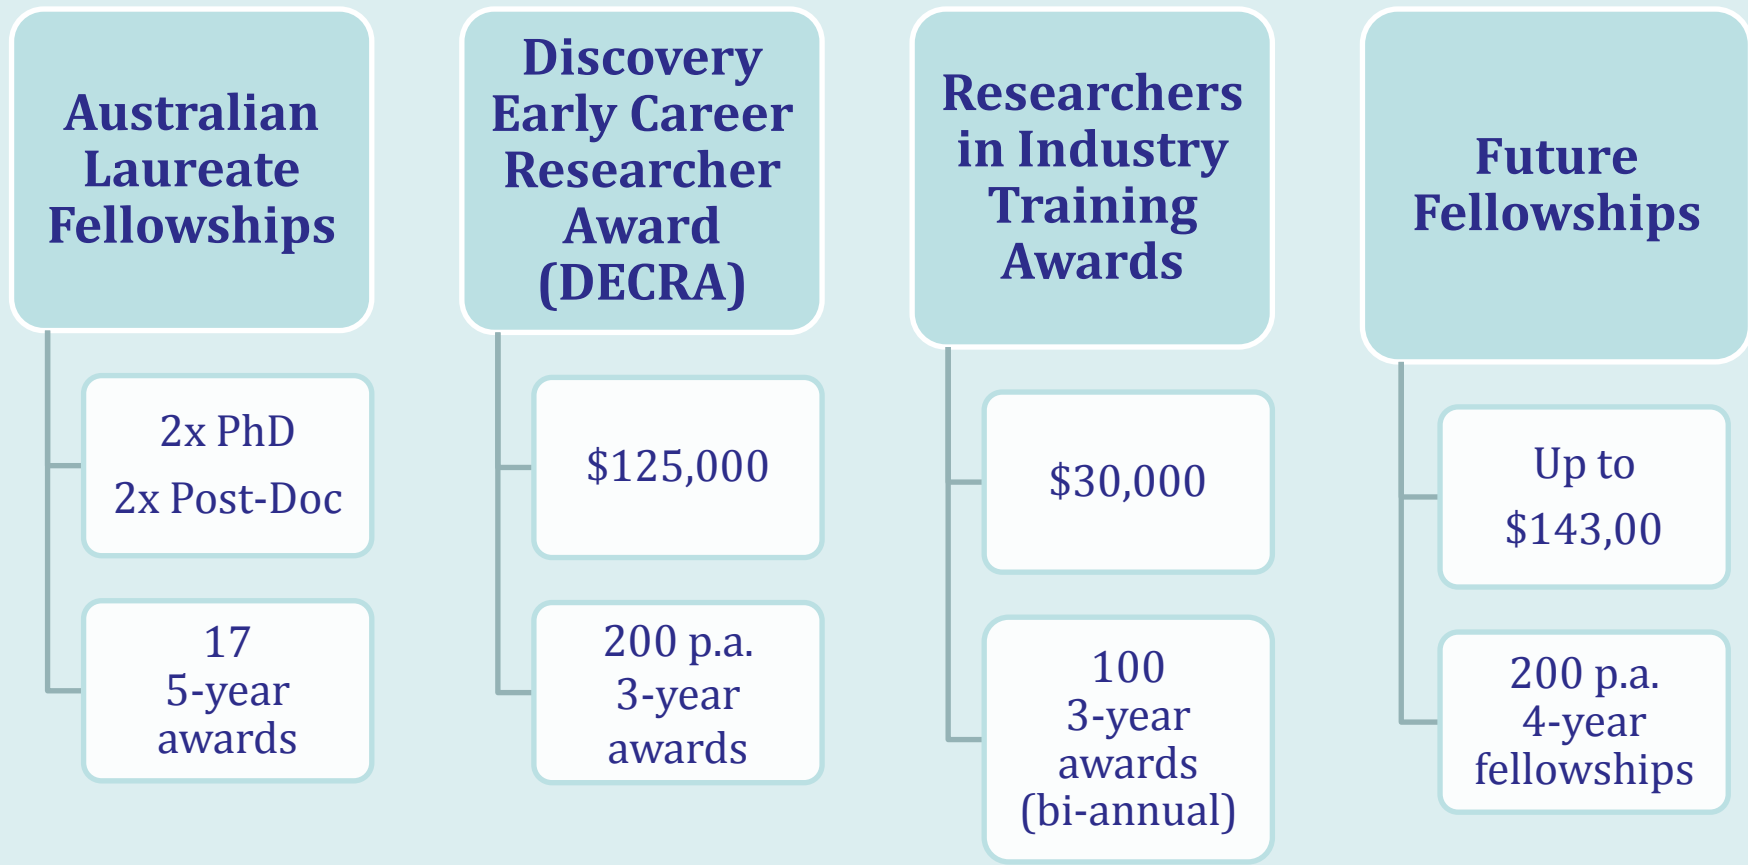 Australian
Laureate
Fellowships
2x PhD
2x Post-Doc
17
5-year
awards
Discovery
Early Career
Researcher
Award
(DECRA)
$125,000
200 p.a.
3-year
awards
Researchers
in Industry
Training
Awards
$30,000
100
3-year
awards
(bi-annual)
Future
Fellowships
Up to
$143,00
200 p.a.
4-year
fellowships